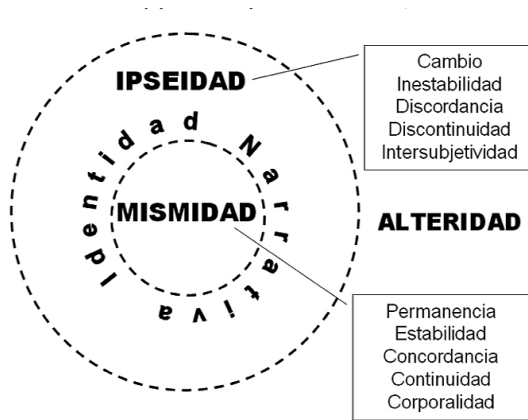 IPSEIDAD
Cambio
Inestabilidad
Discordancia
Discontinuidad
Intersubjetividad
Identidad Narrativa
MISMIDAD
ALTERIDAD
Permanencia
Estabilidad
Concordancia
Continuidad
Corporalidad